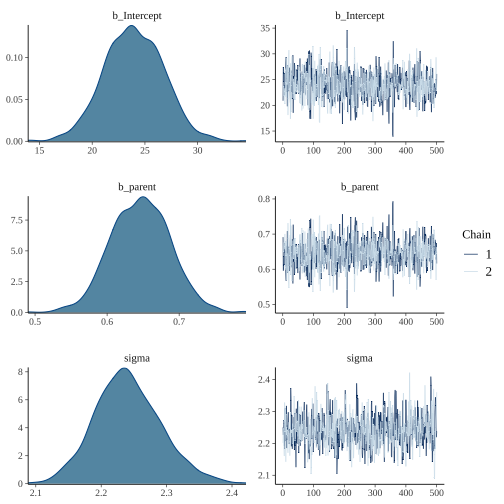 b_Intercept
0.10
0.05
0.00
15 20 25 30
b_Intercept
35
30
25
20
15
0 100 200 300 400 500
b_parent
7.5
5.0
2.5
0.0
0.5 0.6 0.7
b_parent
0.8
0.7
0.6
0.5
0 100 200 300 400 500
Chain
1
2
sigma
8
6
4
2
0
2.1 2.2 2.3 2.4
sigma
2.4
2.3
2.2
2.1
0 100 200 300 400 500